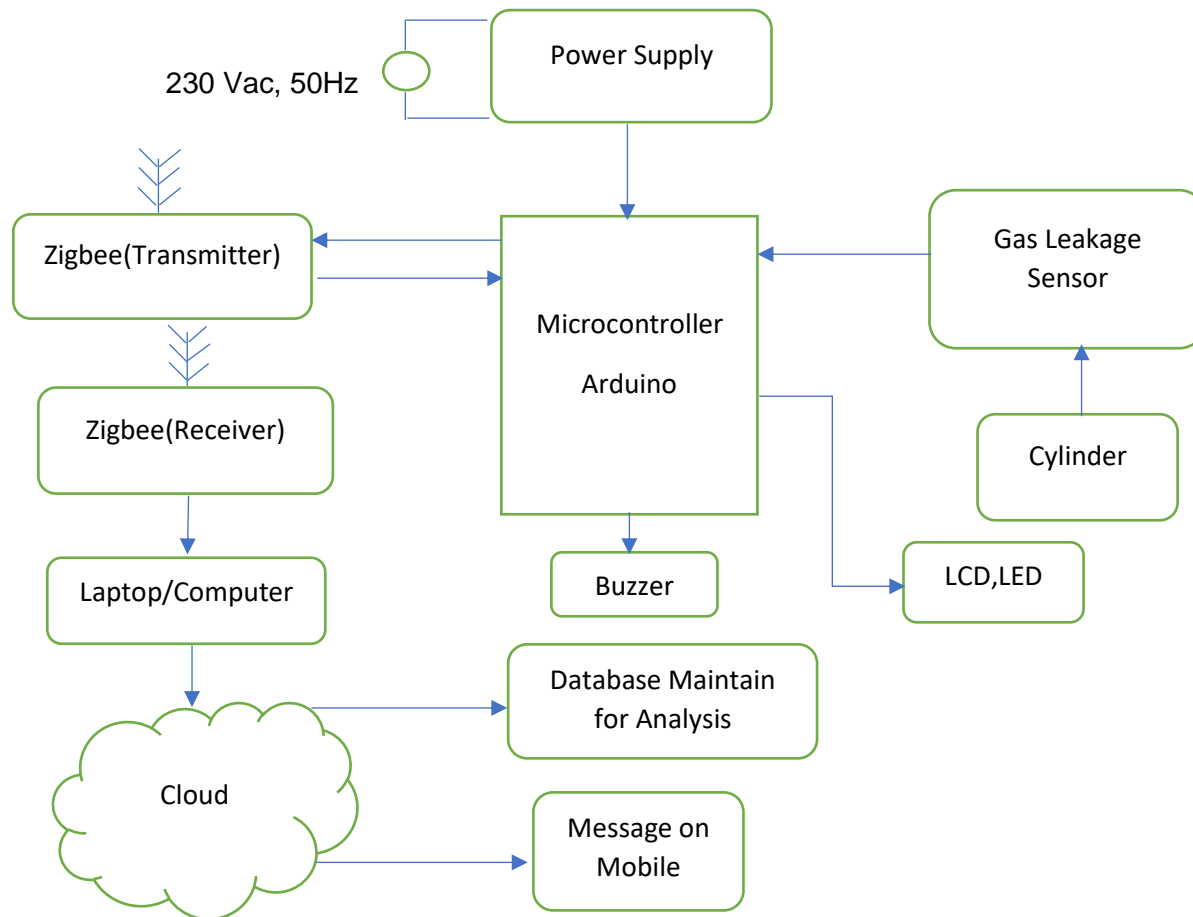 Power Supply
230 Vac, 50Hz
Zigbee(Transmitter)
Gas Leakage
Sensor
Microcontroller
Arduino
Zigbee(Receiver)
Cylinder
Laptop/Computer
Buzzer
LCD,LED
Database Maintain
for Analysis
Cloud
Message on
Mobile